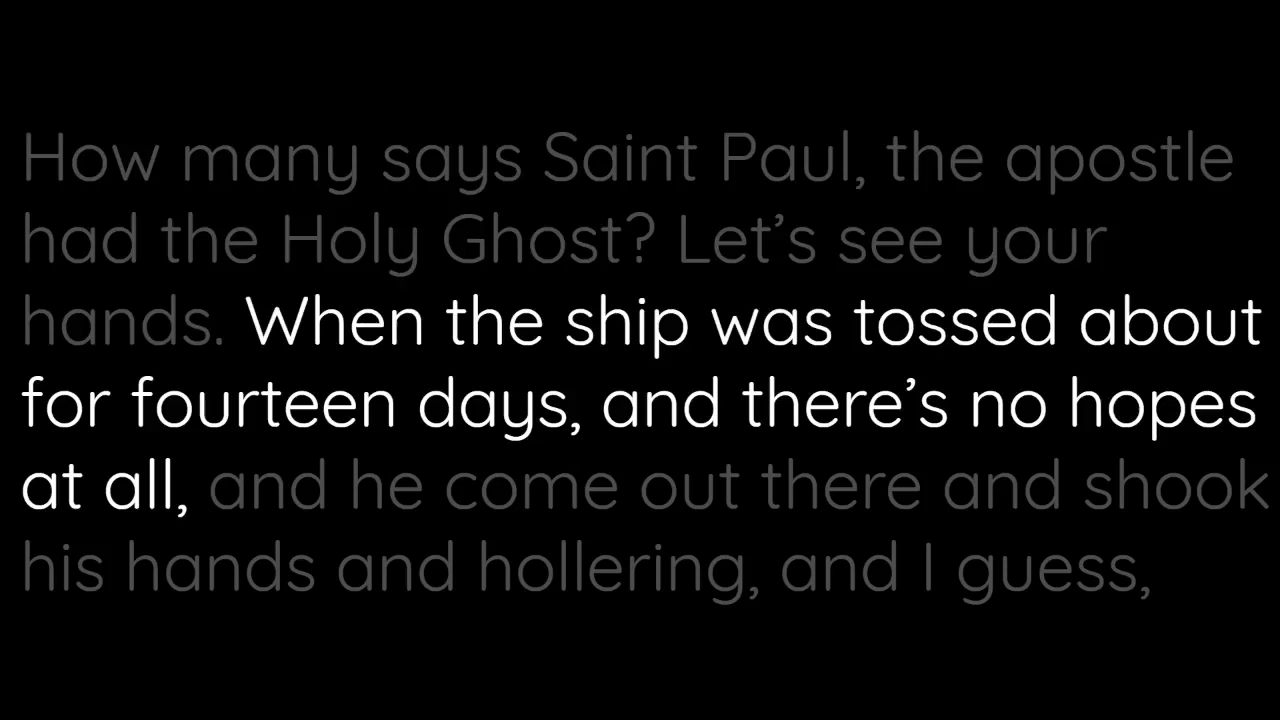 How many says Saint Paul, the apostle
had the Holy Ghost? Let’s see your
hands. When the ship was tossed about
for fourteen days, and there’s no hopes
at all, and he come out there and shook
his hands and hollering, and I guess,